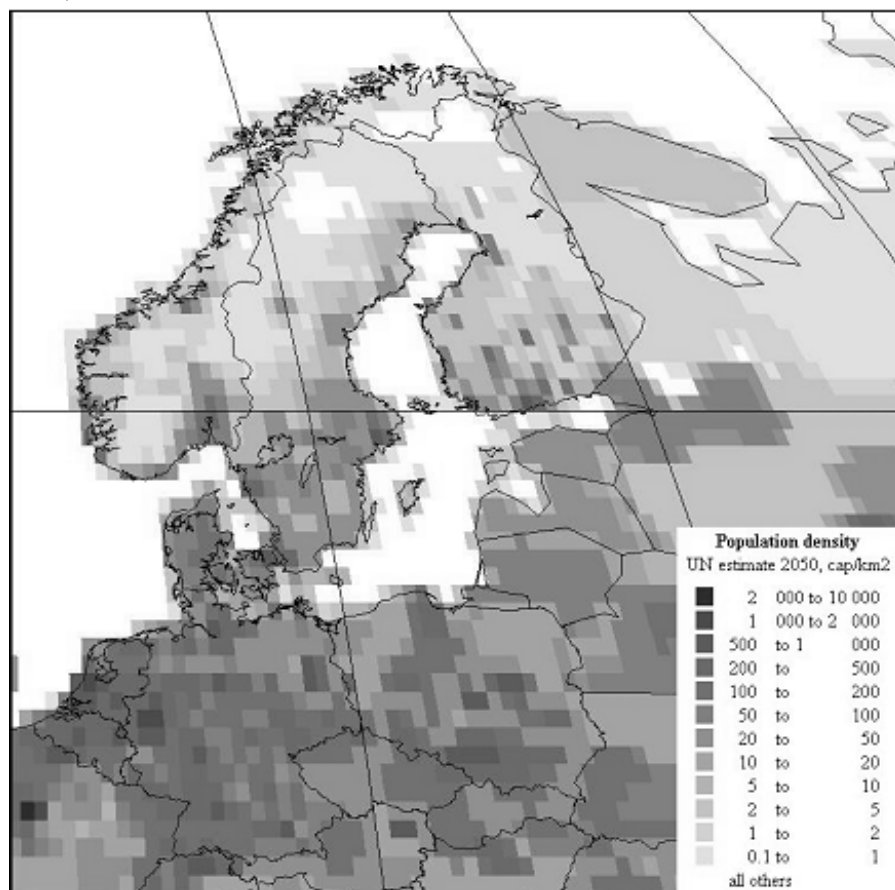 Population density
UN estimate 2050, cap/km2
2 000 to 10 000
1 000 to 2 000
500 to 1 000
200 to 500
100 to 200
50 to 100
20 to 50
10 to 20
5 to 10
2 to 5
1 to 2
0.1 to 1
all others